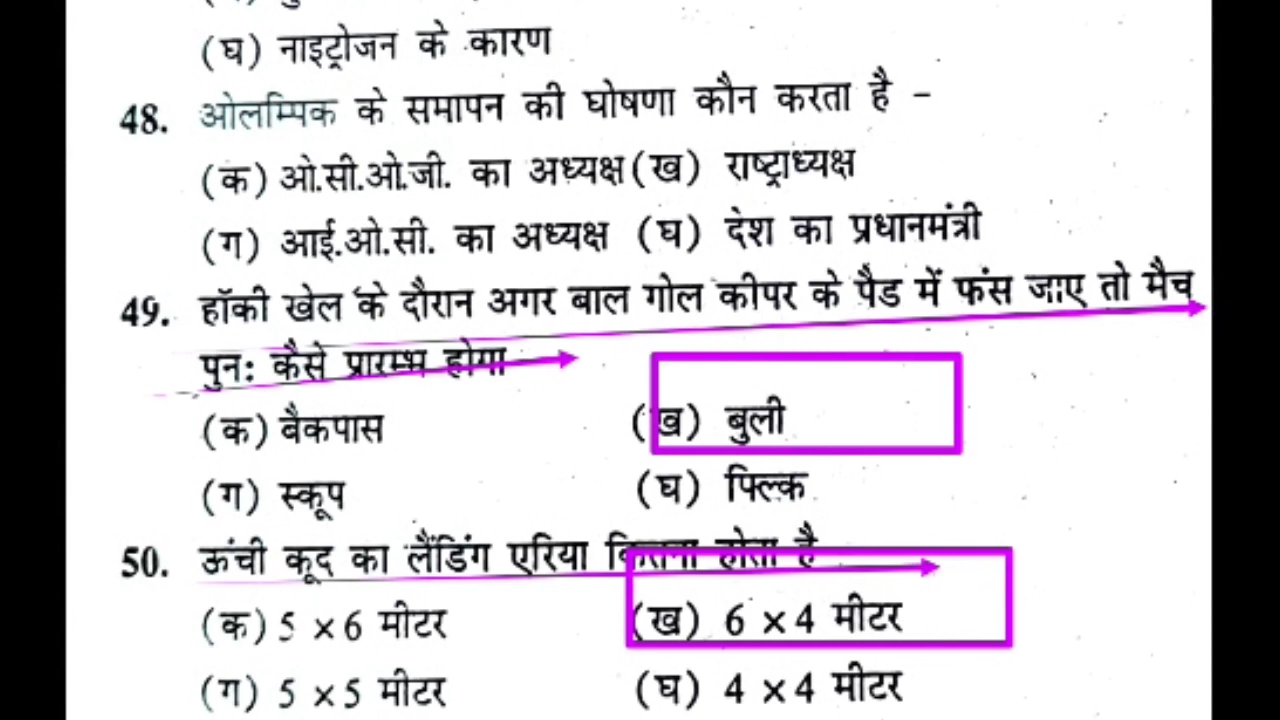 (घ) नाइट्रोजन के कारण
48. ओलम्पिक के समापन की घोषणा कौन करता है –
(क) ओ.सी.ओ.जी. का अध्यक्ष (ख) राष्ट्राध्यक्ष
(ग) आई.ओ.सी. का अध्यक्ष (घ) देश का प्रधानमंत्री
49. हॉकी खेल के दौरान अगर बाल गोल कीपर के पैड में फंस जाए तो मैच
पुनः कैसे प्रारम्भ होगा
(क) बैकपास (ख) बुली
(ग) स्कूप (घ) फ्लिक
50. ऊंची कूद का लैंडिंग एरिया कितना होता है
(क) 5 × 6 मीटर (ख) 6 × 4 मीटर
(ग) 5 × 5 मीटर (घ) 4 × 4 मीटर